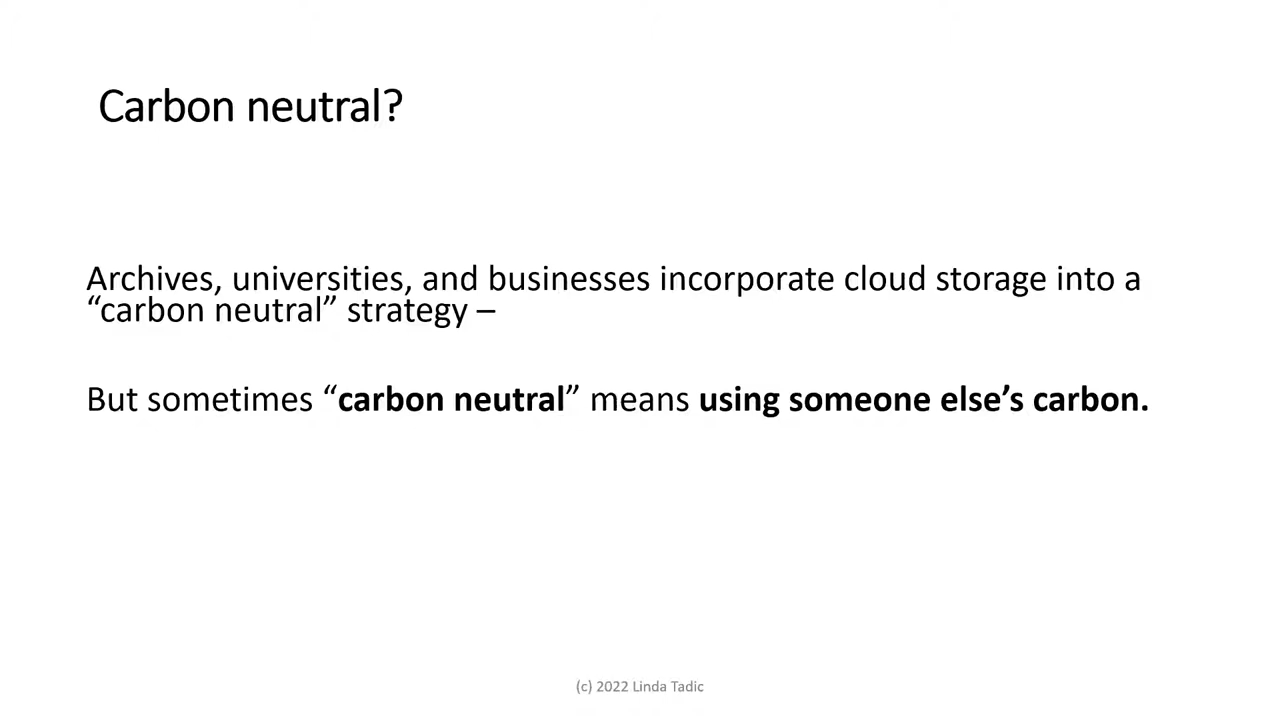 Carbon neutral?
Archives, universities, and businesses incorporate cloud storage into a
“carbon neutral” strategy –
But sometimes “carbon neutral” means using someone else’s carbon.
(c) 2022 Linda Tadic